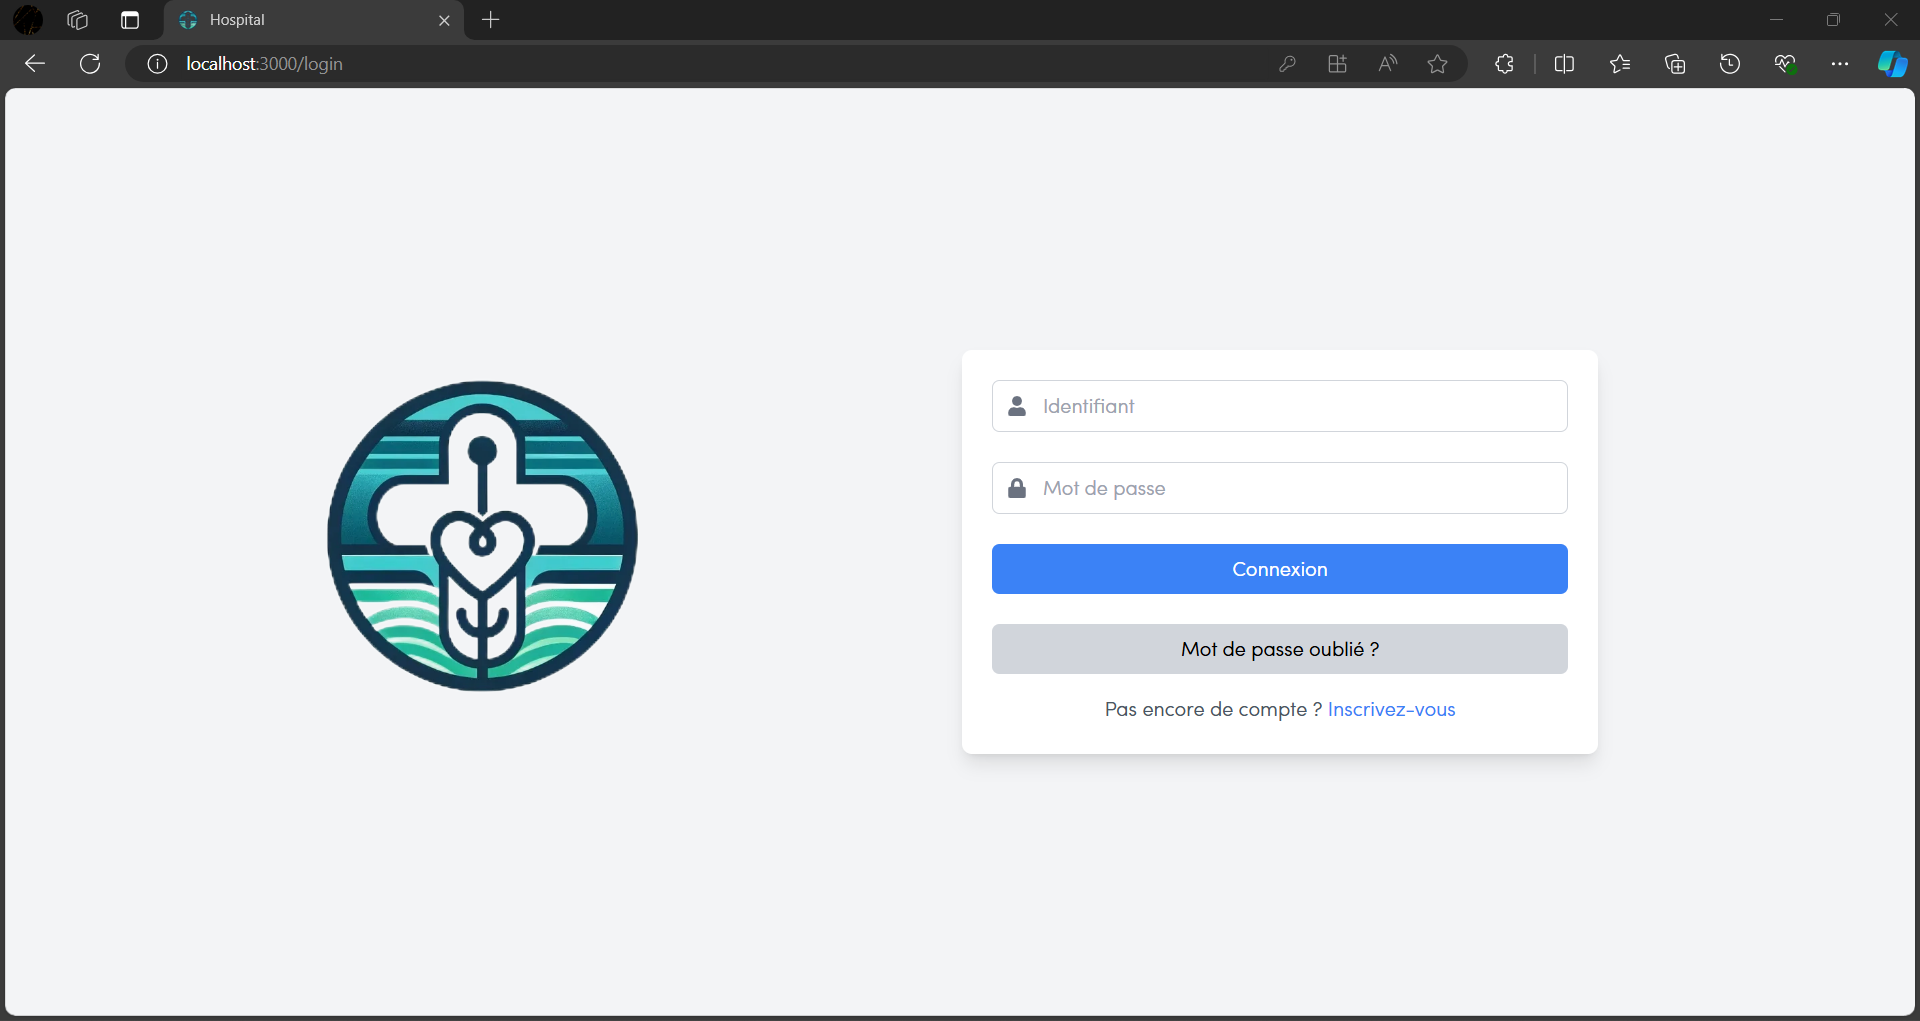 Hospital
localhost:3000/login
Identifiant
Mot de passe
Connexion
Mot de passe oublié ?
Pas encore de compte ? Inscrivez-vous